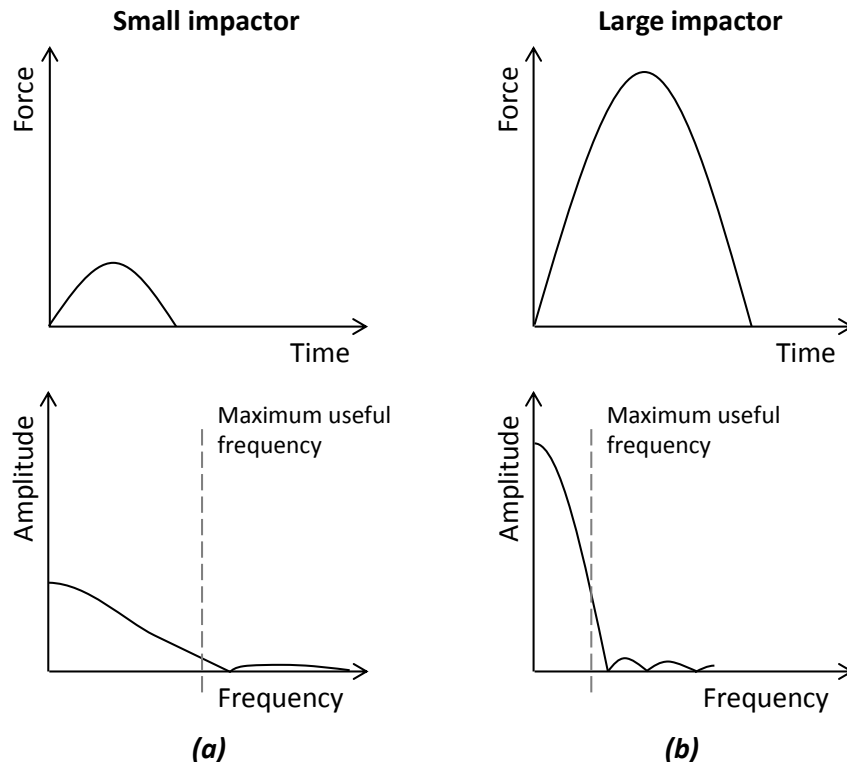 Small impactor
Force
Time
Large impactor
Force
Time
Amplitude
Maximum useful
frequency
Frequency
(a)
Amplitude
Maximum useful
frequency
Frequency
(b)